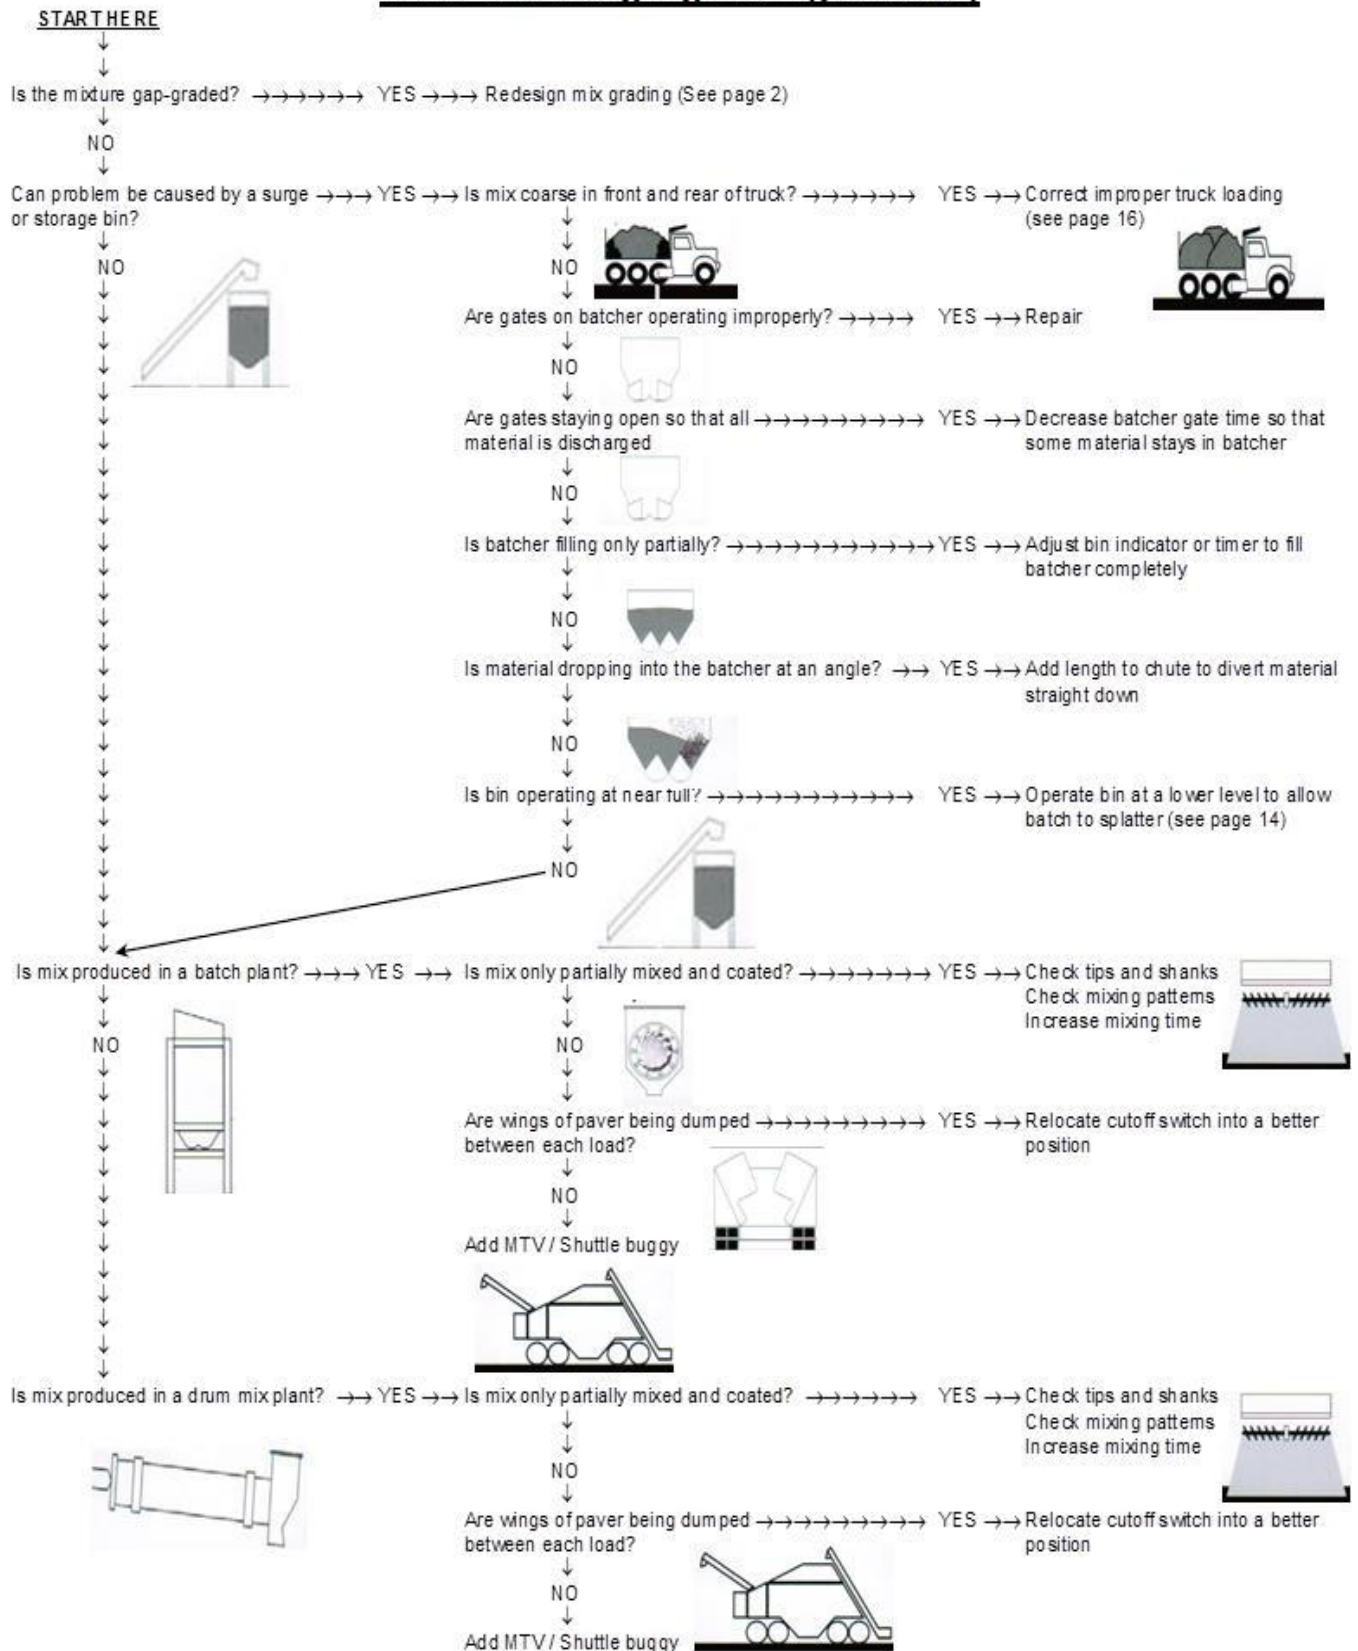 START HERE
Is the mixture gap-graded? →→→→→→→ YES →→→ Redesign mix grading (See page 2)
NO
Can problem be caused by a surge →→→ YES →→ Is mix coarse in front and rear of truck? →→→→→→→ YES →→ Correct improper truck loading
or storage bin?
(see page 16)
NO
NO
Are gates on batcher operating improperly? →→→→ YES →→ Repair
NO
Are gates staying open so that all →→→→→→→→→→ YES →→ Decrease batcher gate time so that
material is discharged
some material stays in batcher
NO
Is batcher filling only partially? →→→→→→→→→→→→ YES →→ Adjust bin indicator or timer to fill
batcher completely
NO
Is material dropping into the batcher at an angle? →→ YES →→ Add length to chute to divert material
straight down
NO
Is bin operating at near full? →→→→→→→→→→→→ YES →→ Operate bin at a lower level to allow
batch to splatter (see page 14)
NO
Is mix produced in a batch plant? →→→ YES →→ Is mix only partially mixed and coated? →→→→→→→ YES →→ Check tips and shanks
Check mixing patterns
Increase mixing time
NO
NO
Are wings of paver being dumped →→→→→→→→→→ YES →→ Relocate cutoff switch into a better
between each load?
position
NO
Add MTV / Shuttle buggy
Is mix produced in a drum mix plant? →→ YES →→ Is mix only partially mixed and coated? →→→→→→→ YES →→ Check tips and shanks
Check mixing patterns
Increase mixing time
NO
Are wings of paver being dumped →→→→→→→→→→ YES →→ Relocate cutoff switch into a better
between each load?
position
NO
Add MTV / Shuttle buggy